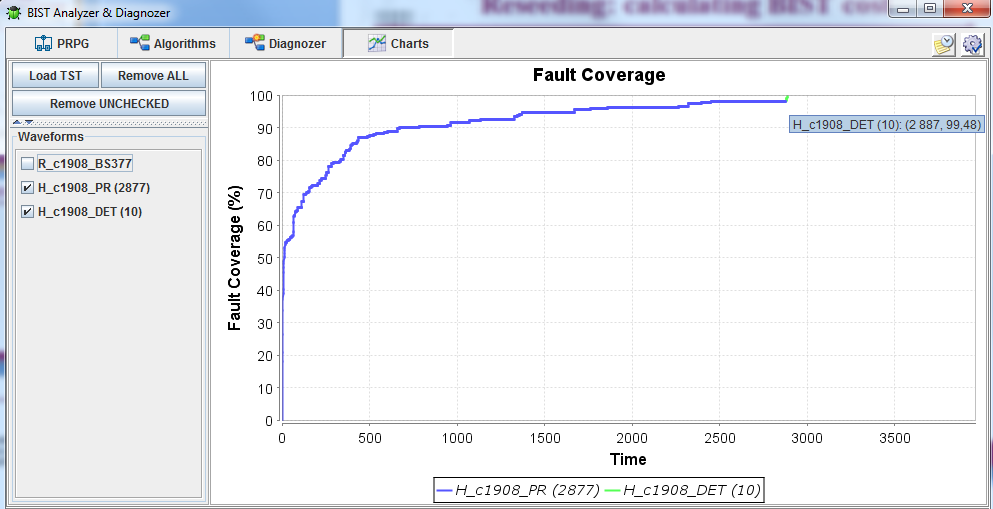 Reseeding: calculating BIST cos
BIST Analyzer & Diagnozer
PRPG
Algorithms
Diagnozer
Charts
Load TST
Remove ALL
Remove UNCHECKED
Waveforms
R_c1908_BS377
H_c1908_PR (2877)
H_c1908_DET (10)
Fault Coverage
Fault Coverage (%)
100
90
80
70
60
50
40
30
20
10
0
H_c1908_DET (10): (2 887, 99,48)
0 500 1000 1500 2000 2500 3000 3500
Time
H_c1908_PR (2877) H_c1908_DET (10)